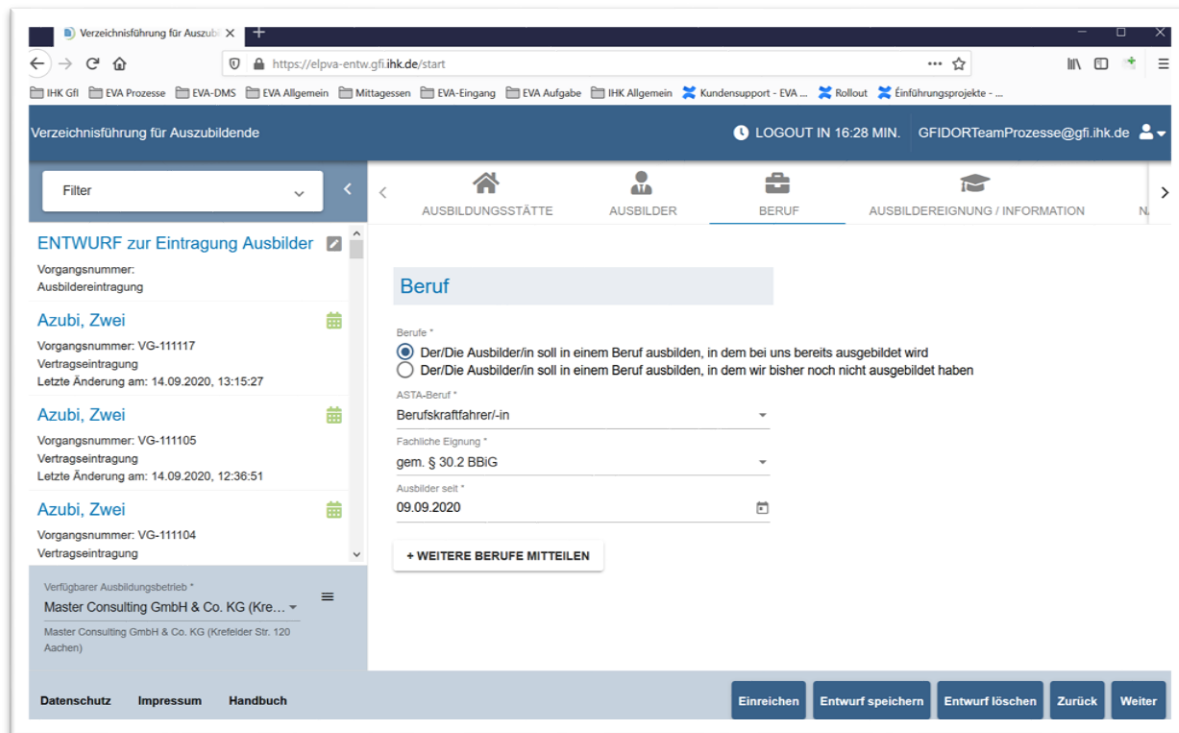 Verzeichnisführung für Auszubi
https://elpva-entw.gfi.ihk.de/start
IHK GfI EVA Prozesse EVA-DMS EVA Allgemein Mittagessen EVA-Eingang EVA Aufgabe IHK Allgemein Kundensupport - EVA ... Rollout Einführungsprojekte - ...
Verzeichnisführung für Auszubildende
LOGOUT IN 16:28 MIN. GFIDORTeamProzesse@gfi.ihk.de
Filter
AUSBILDUNGSSTÄTTE AUSBILDER BERUF AUSBILDEREIGNUNG / INFORMATION
ENTWURF zur Eintragung Ausbilder
Vorgangsnummer:
Ausbildereintragung
Azubi, Zwei
Vorgangsnummer: VG-111117
Vertragseintragung
Letzte Änderung am: 14.09.2020, 13:15:27
Azubi, Zwei
Vorgangsnummer: VG-111105
Vertragseintragung
Letzte Änderung am: 14.09.2020, 12:36:51
Azubi, Zwei
Vorgangsnummer: VG-111104
Vertragseintragung
Verfügbarer Ausbildungsbetrieb *
Master Consulting GmbH & Co. KG (Kre...
Master Consulting GmbH & Co. KG (Krefelder Str. 120
Aachen)
Beruf
Berufe *
Der/Die Ausbilder/in soll in einem Beruf ausbilden, in dem bei uns bereits ausgebildet wird
Der/Die Ausbilder/in soll in einem Beruf ausbilden, in dem wir bisher noch nicht ausgebildet haben
ASTA-Beruf *
Berufskraftfahrer/-in
Fachliche Eignung *
gem. § 30.2 BBiG
Ausbilder seit *
09.09.2020
+ WEITERE BERUFE MITTEILEN
Datenschutz Impressum Handbuch
Einreichen Entwurf speichern Entwurf löschen Zurück Weiter